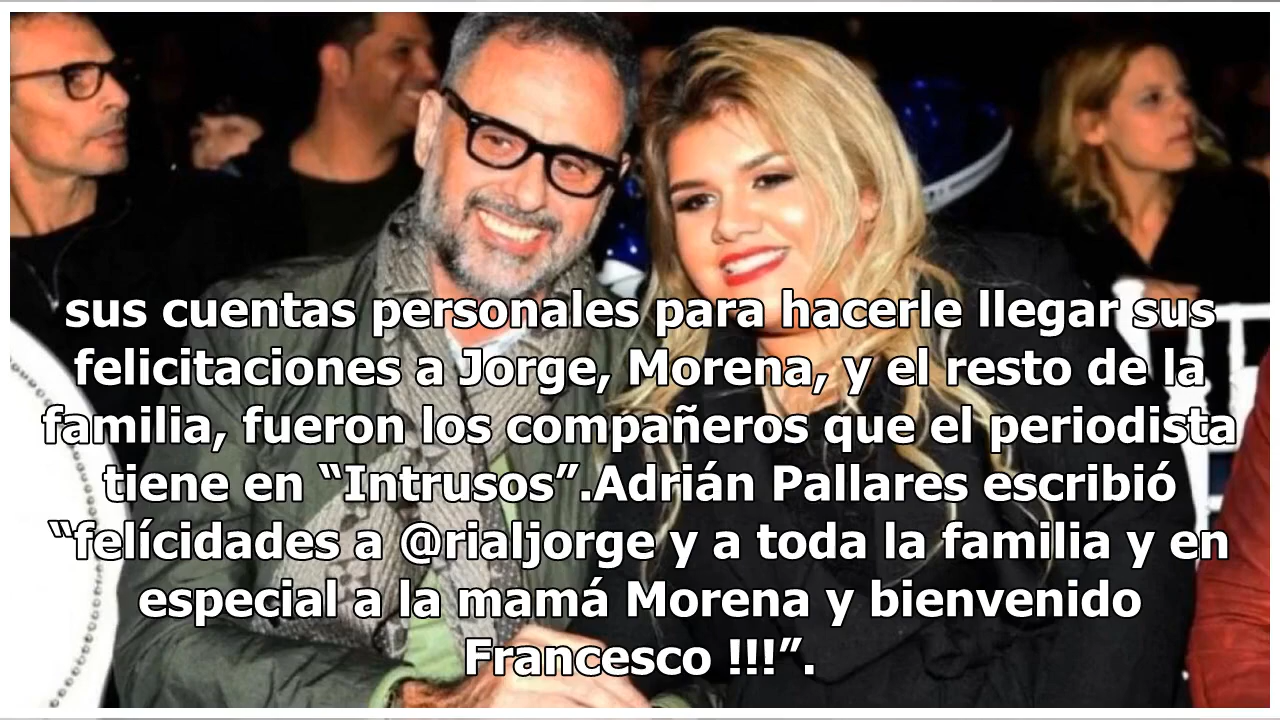 sus cuentas personales para hacerle llegar sus
felicitaciones a Jorge, Morena, y el resto de la
familia, fueron los compañeros que el periodista
tiene en “Intrusos”.Adrián Pallares escribió
“felícidades a @rialjorge y a toda la familia y en
especial a la mamá Morena y bienvenido
Francesco !!!”.